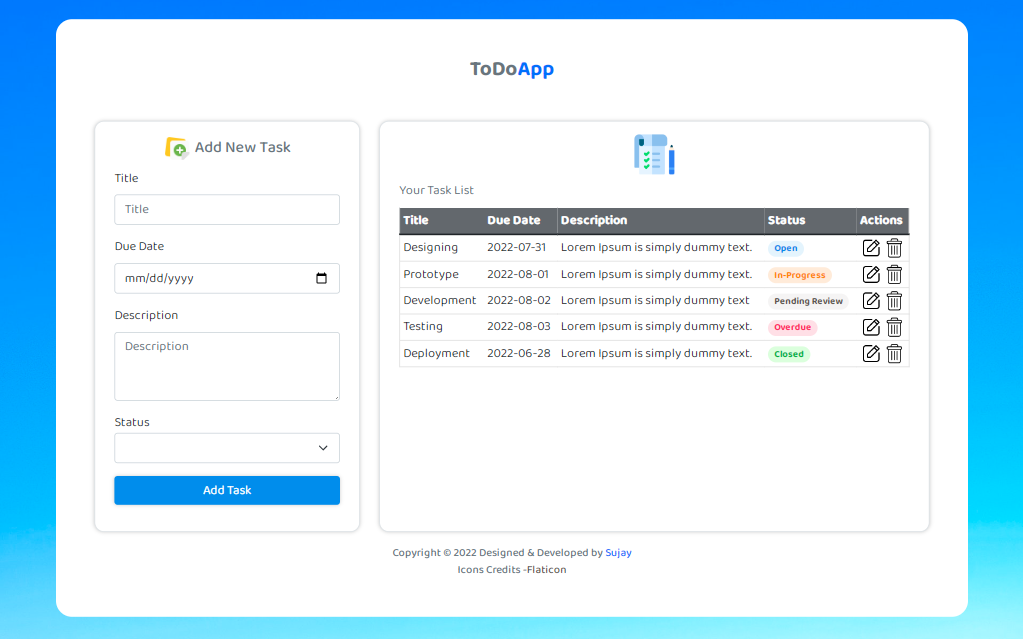 ToDoApp
Add New Task
Title
Title
Due Date
mm/dd/yyyy
Description
Description
Status
Add Task
Your Task List
Title Due Date Description Status Actions
Designing 2022-07-31 Lorem Ipsum is simply dummy text. Open
Prototype 2022-08-01 Lorem Ipsum is simply dummy text. In-Progress
Development 2022-08-02 Lorem Ipsum is simply dummy text Pending Review
Testing 2022-08-03 Lorem Ipsum is simply dummy text. Overdue
Deployment 2022-06-28 Lorem Ipsum is simply dummy text. Closed
Copyright © 2022 Designed & Developed by Sujay
Icons Credits -Flaticon